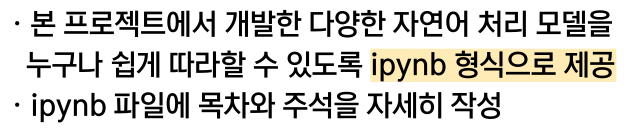 · 본 프로젝트에서 개발한 다양한 자연어 처리 모델을
누구나 쉽게 따라할 수 있도록 ipynb 형식으로 제공
· ipynb 파일에 목차와 주석을 자세히 작성